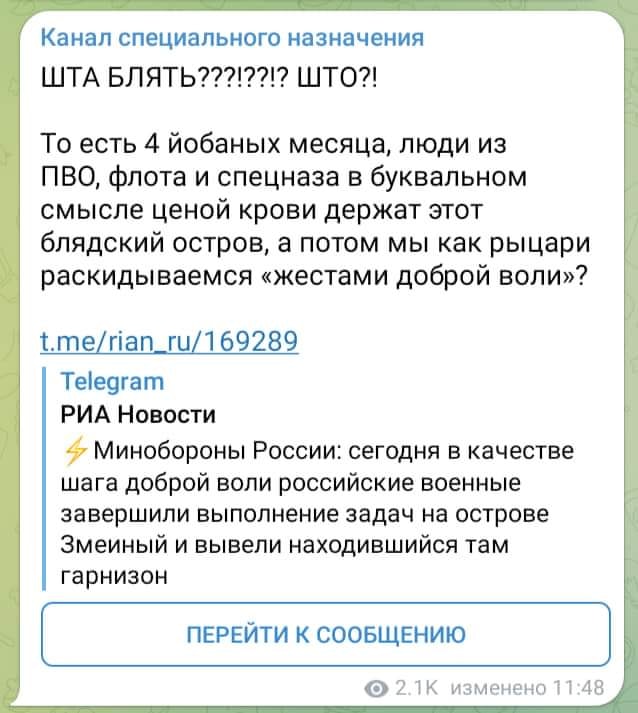 Канал специального назначения
ШТА БЛЯТЬ???!??!? ШТО?!
То есть 4 йобаных месяца, люди из
ПВО, флота и спецназа в буквальном
смысле ценой крови держат этот
блядский остров, а потом мы как рыцари
раскидываемся «жестами доброй воли»?
t.me/rian_ru/169289
Telegram
РИА Новости
⚡Минобороны России: сегодня в качестве
шага доброй воли российские военные
завершили выполнение задач на острове
Змеиный и вывели находившийся там
гарнизон
ПЕРЕЙТИ К СООБЩЕНИЮ
2.1K изменено 11:48